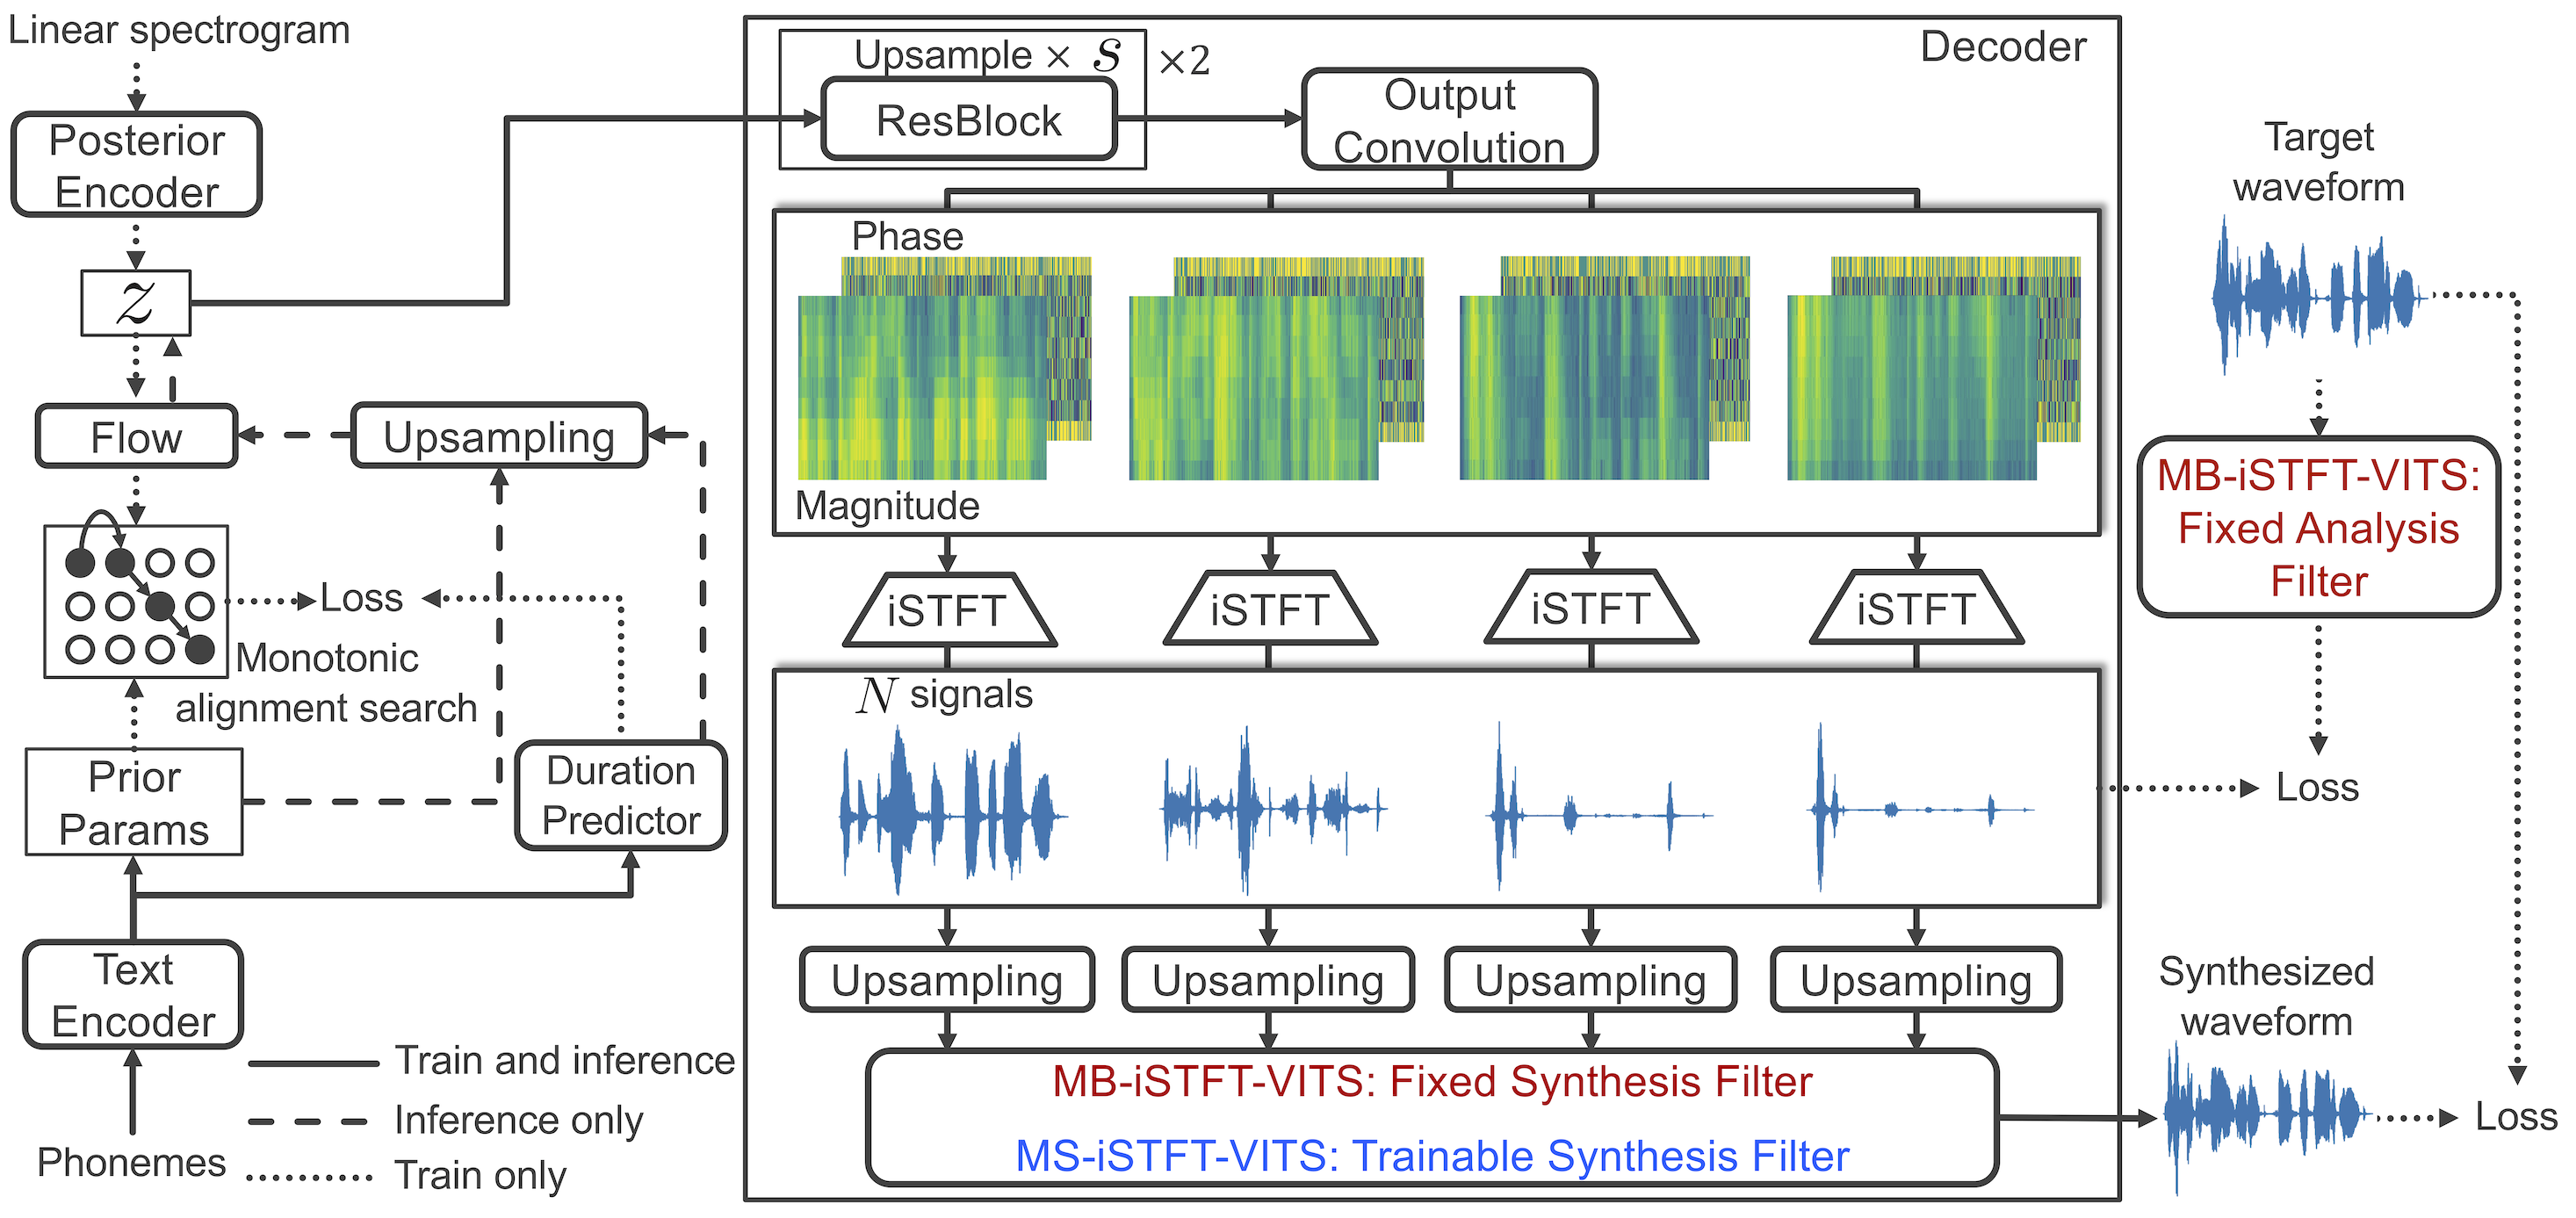 Linear spectrogram
Posterior
Encoder
z
Flow
Upsampling
Loss
Monotonic
alignment search
Prior
Params
Duration
Predictor
Text
Encoder
Phonemes
Train and inference
Inference only
Train only
Decoder
Upsample × s ×2
ResBlock
Output
Convolution
Phase
Magnitude
iSTFT iSTFT iSTFT iSTFT
N signals
Upsampling Upsampling Upsampling Upsampling
MB-iSTFT-VITS: Fixed Synthesis Filter
MS-iSTFT-VITS: Trainable Synthesis Filter
Target
waveform
MB-iSTFT-VITS:
Fixed Analysis
Filter
Loss
Synthesized
waveform
Loss